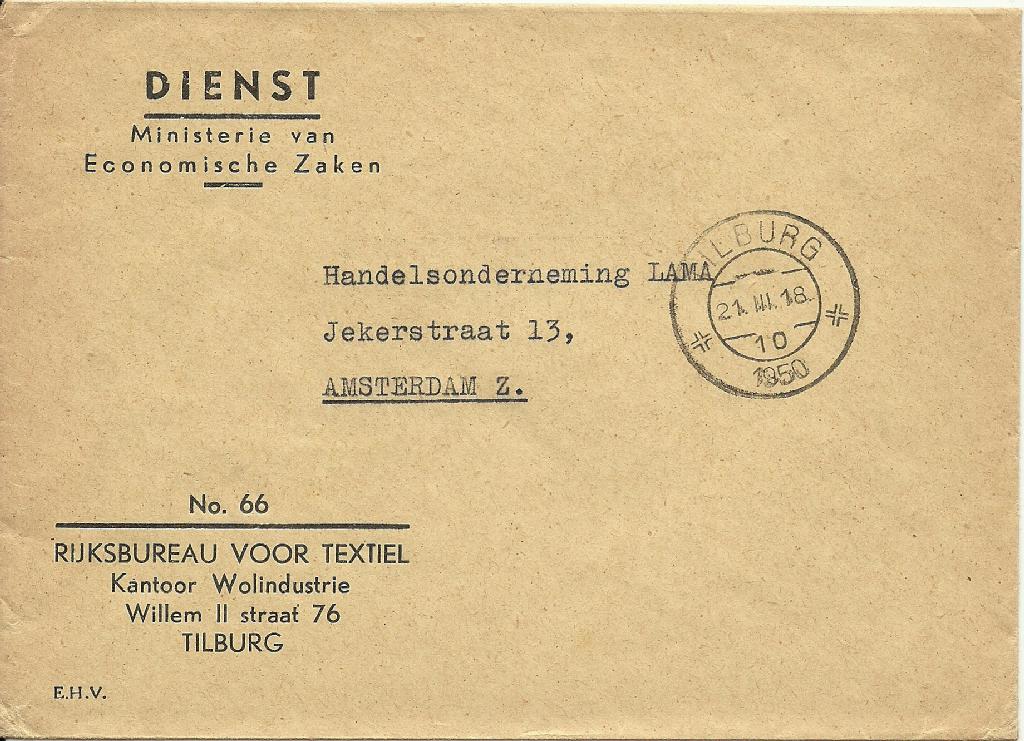 DIENST
Ministerie van
Economische Zaken
Handelsonderneming LAMA
Jekerstraat 13,
AMSTERDAM Z.
TILBURG
21.III.18.
10
1950
No. 66
RIJKSBUREAU VOOR TEXTIEL
Kantoor Wolindustrie
Willem II straat 76
TILBURG
E.H.V.